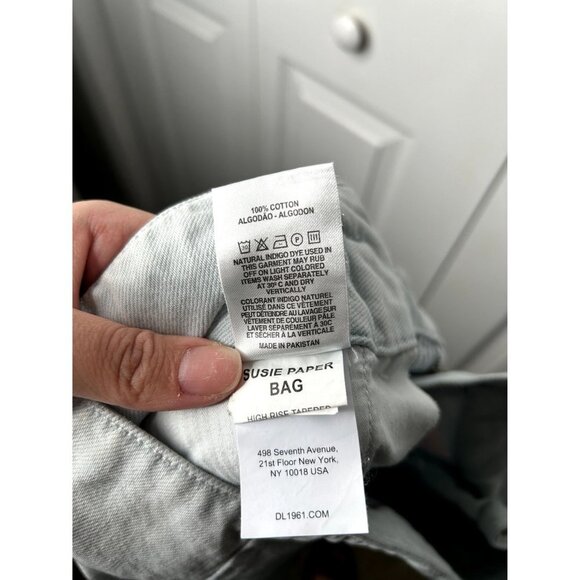 100% COTTON
ALGODÃO - ALGODON
30
P
NATURAL INDIGO DYE USED IN
THIS GARMENT MAY RUB
OFF ON LIGHT COLORED
ITEMS WASH SEPARATELY
AT 30º C AND DRY
VERTICALLY
COLORANT INDIGO NATUREL
UTILISÉ DANS CE VÊTEMENT
PEUT DÉTEINDRE AU LAVAGE SUR
VÊTEMENT DE COULEUR PÂLE
LAVER SÉPARÉMENT À 30C
ET SÉCHER À LA VERTICALE
MADE IN PAKISTAN
SUSIE PAPER
BAG
HIGH RISE TAPERED
498 Seventh Avenue,
21st Floor New York,
NY 10018 USA
DL1961.COM